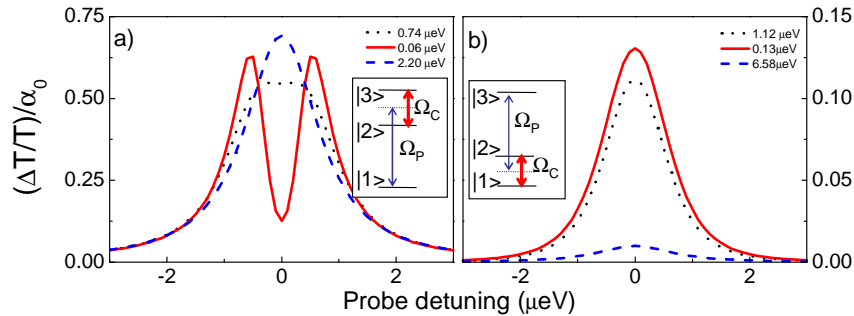 a)
0.74 μeV
0.06 μeV
2.20 μeV
|3>
Ω_C
|2>
Ω_P
|1>
b)
1.12 μeV
0.13μeV
6.58μeV
|3>
Ω_P
|2>
Ω_C
|1>
(ΔT/T)/α₀
0.75
0.50
0.25
0.00
0.15
0.10
0.05
0.00
-2 0 2 -2 0 2
Probe detuning (μeV)